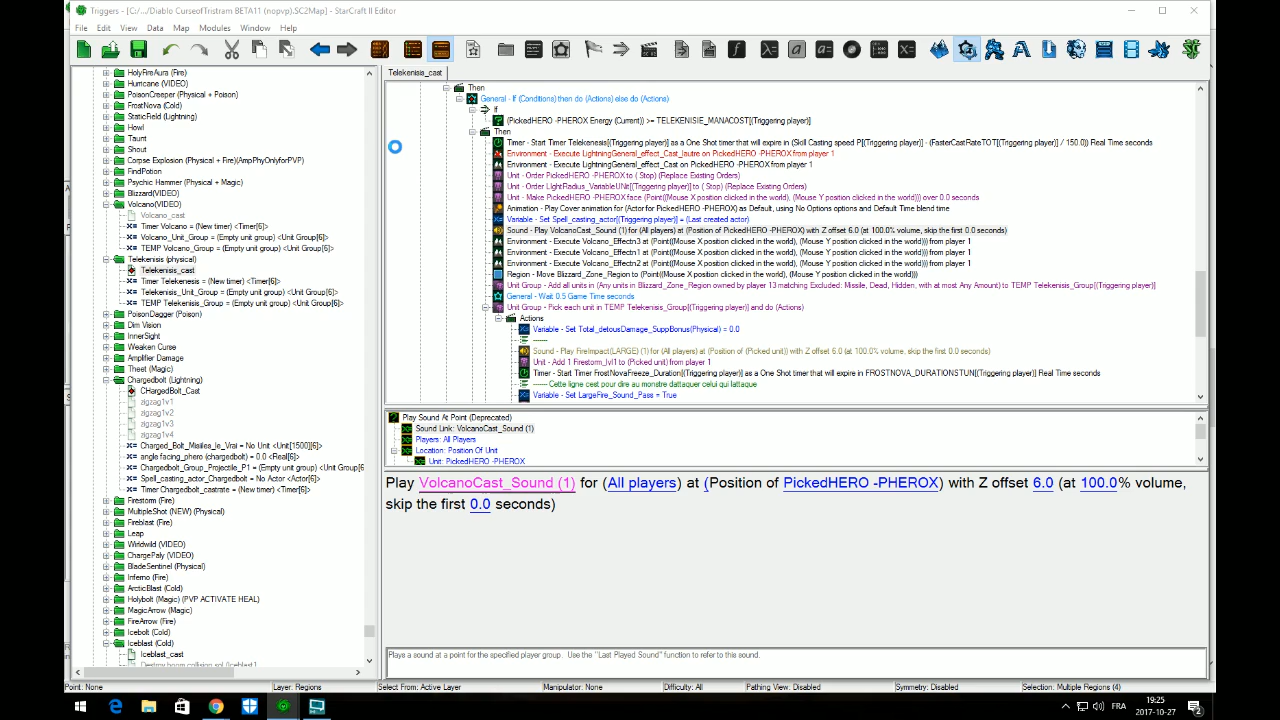 Triggers - [C:/.../Diablo CurseofTristram BETA11 (nopvp).SC2Map] - StarCraft II Editor
File Edit View Data Map Modules Window Help
HolyFireAura (Fire)
Hurricane (VIDEO)
PoisonCreeper (Physical + Poison)
FrostNova (Cold)
StaticField (Lightning)
Howl
Taunt
Shout
Corpse Explosion (Physical + Fire)(AmpPhyOnlyforPVP)
FindPotion
Psychic Hammer (Physical + Magic)
Blizzard(VIDEO)
Volcano(VIDEO)
Volcano_cast
Timer Volcano = (New timer) <Timer[6]>
Volcano_Unit_Group = (Empty unit group) <Unit Group[6]>
TEMP Volcano_Group = (Empty unit group) <Unit Group[6]>
Telekenisis (physical)
Telekenisis_cast
Timer Telekenesis = (New timer) <Timer[6]>
Telekenisis_Unit_Group = (Empty unit group) <Unit Group[6]>
TEMP Telekenisis_Group = (Empty unit group) <Unit Group[6]>
PoisonDagger (Poison)
Dim Vision
InnerSight
Weaken Curse
Amplifier Damage
Theet (Magic)
Chargedbolt (Lightning)
CHargedBolt_Cast
zigzag1v1
zigzag1v2
zigzag1v3
zigzag1v4
Charged_Bolt_Misiles_le_Vrai = No Unit <Unit[1500][6]>
angle facing_phero (chargedbolt) = 0.0 <Real[6]>
Chargedbolt_Group_Projectile_P1 = (Empty unit group) <Unit Group[6]
Spell_casting_actor_Chargedbolt = No Actor <Actor[6]>
Timer Chargedbolt_castrate = (New timer) <Timer[6]>
Firestorm (Fire)
MultipleShot (NEW) (Physical)
Fireblast (Fire)
Leap
Wirldwild (VIDEO)
ChargePaly (VIDEO)
BladeSentinel (Physical)
Inferno (Fire)
ArcticBlast (Cold)
Holybolt (Magic) (PVP ACTIVATE HEAL)
MagicArrow (Magic)
FireArrow (Fire)
Icebolt (Cold)
Iceblast (Cold)
Iceblast_cast
Telekenisis_cast
Then
General - If (Conditions) then do (Actions) else do (Actions)
If
(PickedHERO -PHEROX Energy (Current)) >= TELEKENISIE_MANACOST[(Triggering player)]
Then
Timer - Start Timer Telekenesis[(Triggering player)] as a One Shot timer that will expire in (Skill Casting speed P[(Triggering player)] - (FasterCastRateTOT[(Triggering player)] / 150.0)) Real Time seconds
Environment - Execute LightningGeneral_effect_Cast_lautre on PickedHERO -PHEROX from player 1
Environment - Execute LightningGeneral_effect_Cast on PickedHERO -PHEROX from player 1
Unit - Order PickedHERO -PHEROX to ( Stop) (Replace Existing Orders)
Unit - Order LIghtRadius_VariableUNit[(Triggering player)] to ( Stop) (Replace Existing Orders)
Unit - Make PickedHERO -PHEROX face (Point((Mouse X position clicked in the world), (Mouse Y position clicked in the world))) over 0.0 seconds
Animation - Play Cover animation for (Actor for PickedHERO -PHEROX) as Default, using No Options options and Default Time blend time
Variable - Set Spell_casting_actor[(Triggering player)] = (Last created actor)
Sound - Play VolcanoCast_Sound (1) for (All players) at (Position of PickedHERO -PHEROX) with Z offset 6.0 (at 100.0% volume, skip the first 0.0 seconds)
Environment - Execute Volcano_Effectn3 at (Point((Mouse X position clicked in the world), (Mouse Y position clicked in the world))) from player 1
Environment - Execute Volcano_Effectn1 at (Point((Mouse X position clicked in the world), (Mouse Y position clicked in the world))) from player 1
Environment - Execute Volcano_Effectn2 at (Point((Mouse X position clicked in the world), (Mouse Y position clicked in the world))) from player 1
Region - Move Blizzard_Zone_Region to (Point((Mouse X position clicked in the world), (Mouse Y position clicked in the world)))
Unit Group - Add all units in (Any units in Blizzard_Zone_Region owned by player 13 matching Excluded: Missile, Dead, Hidden, with at most Any Amount) to TEMP Telekenisis_Group[(Triggering player)]
General - Wait 0.5 Game Time seconds
Unit Group - Pick each unit in TEMP Telekenisis_Group[(Triggering player)] and do (Actions)
Actions
Variable - Set Total_detousDamage_SuppBonus(Physical) = 0.0
-------
Sound - Play FireImpact(LARGE) (1) for (All players) at (Position of (Picked unit)) with Z offset 6.0 (at 100.0% volume, skip the first 0.0 seconds)
Unit - Add 1 Firestorm_lvl1 to (Picked unit) from player 1
Timer - Start Timer FrostNovaFreeze_Duration[(Triggering player)] as a One Shot timer that will expire in FROSTNOVA_DURATIONSTUN[(Triggering player)] Real Time seconds
------- Cette ligne cest pour dire au monstre dattaquer celui qui lattaque
Variable - Set LargeFire_Sound_Pass = True
Play Sound At Point (Deprecated)
Sound Link: VolcanoCast_Sound (1)
Players: All Players
Location: Position Of Unit
Unit: PickedHERO -PHEROX
Play VolcanoCast_Sound (1) for (All players) at (Position of PickedHERO -PHEROX) with Z offset 6.0 (at 100.0% volume,
skip the first 0.0 seconds)
Plays a sound at a point for the specified player group. Use the "Last Played Sound" function to refer to this sound.
Point: None Layer: Regions Select From: Active Layer Manipulator: None Difficulty: All Pathing View: Disabled Symmetry: Disabled Selection: Multiple Regions (4)
FRA
19:25
2017-10-27
2